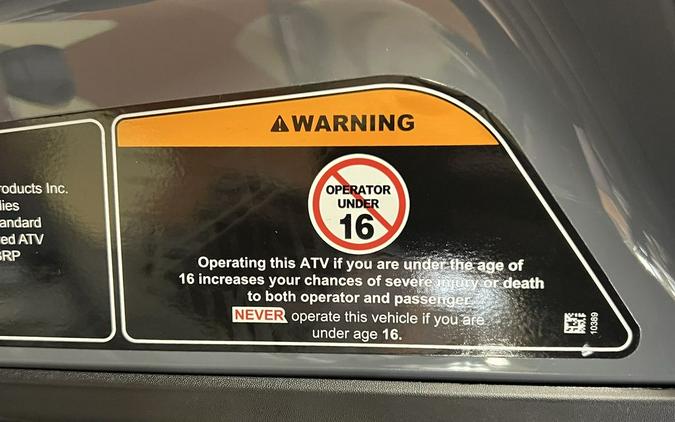 roducts Inc.
lies
andard
ed ATV
BRP
WARNING
OPERATOR
UNDER
16
Operating this ATV if you are under the age of
16 increases your chances of severe injury or death
to both operator and passenger.
NEVER operate this vehicle if you are
under age 16.
10389